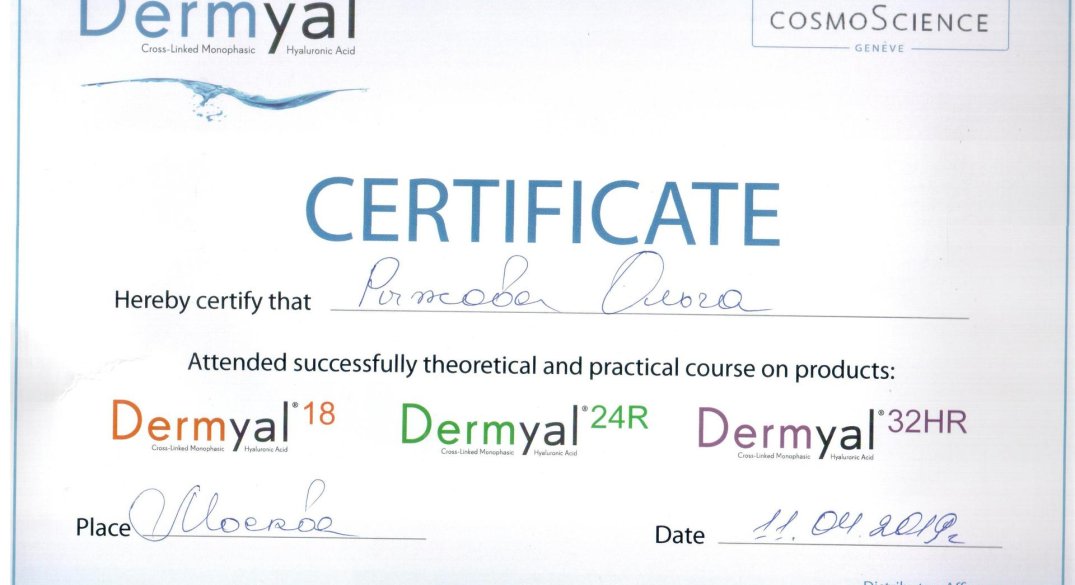 Dermyal
Cross-Linked Monophasic Hyaluronic Acid
COSMOSCIENCE
GENÈVE
CERTIFICATE
Hereby certify that Рыжова Ольга
Attended successfully theoretical and practical course on products:
Dermyal® 18 Dermyal® 24R Dermyal® 32HR
Cross-Linked Monophasic Hyaluronic Acid Cross-Linked Monophasic Hyaluronic Acid Cross-Linked Monophasic Hyaluronic Acid
Place Москва Date 11.04.2019г